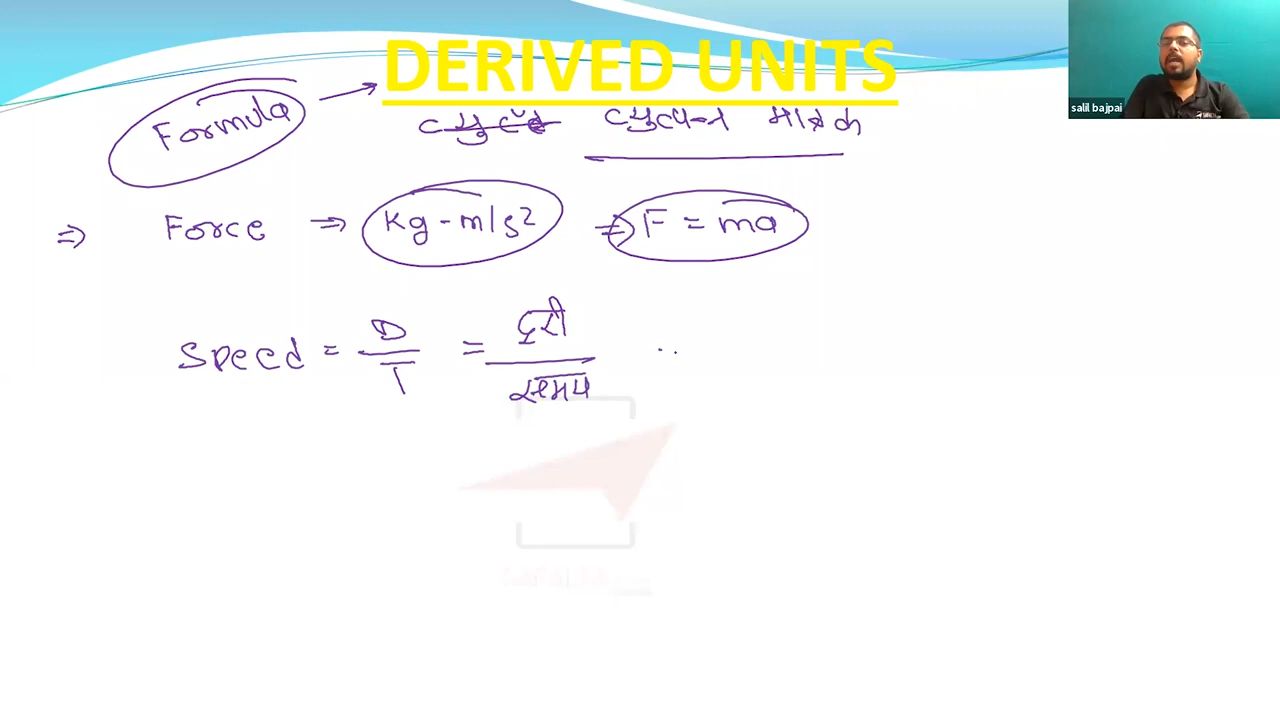 DERIVED UNITS
salil bajpai
Formula → व्युत्पन्न मात्रक
⇒ Force ⇒ Kg - m/s² ⇒ F = ma
Speed = D/T = दूरी/समय